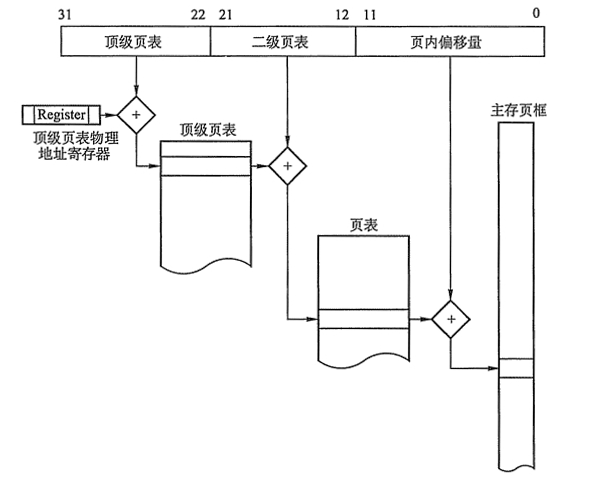 31 22 21 12 11 0
顶级页表 二级页表 页内偏移量
Register
+
顶级页表物理
地址寄存器
顶级页表
+
主存页框
页表
+